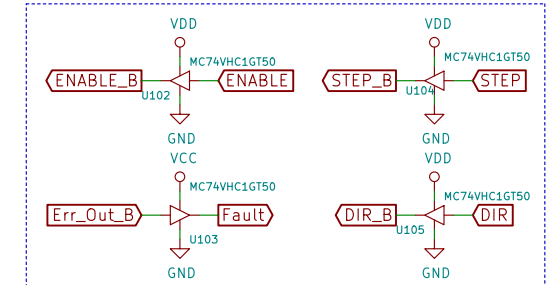 VDD
MC74VHC1GT50
ENABLE_B
ENABLE
U102
GND
VDD
MC74VHC1GT50
STEP_B
STEP
U104
GND
VCC
MC74VHC1GT50
Err_Out_B
Fault
U103
GND
VDD
MC74VHC1GT50
DIR_B
DIR
U105
GND